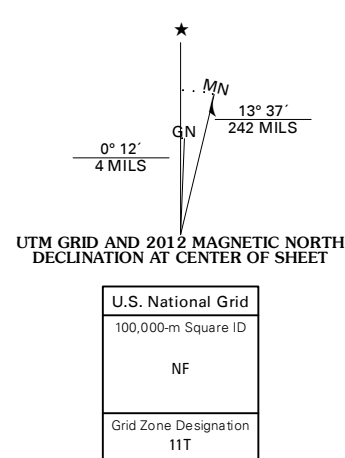 ★
MN
GN
13° 37´
242 MILS
0° 12´
4 MILS
UTM GRID AND 2012 MAGNETIC NORTH
DECLINATION AT CENTER OF SHEET
U.S. National Grid
100,000-m Square ID
NF
Grid Zone Designation
11T